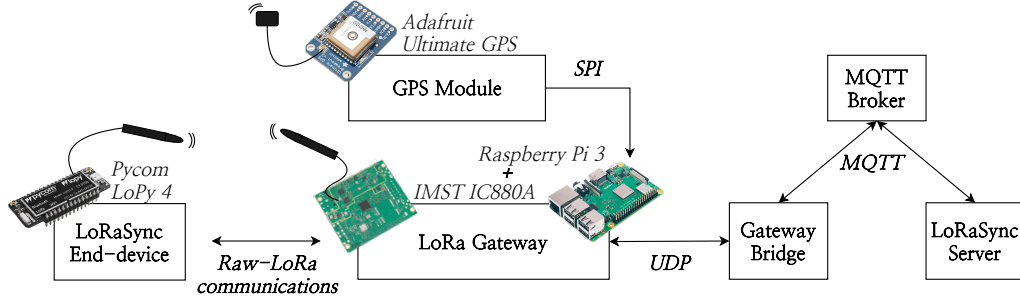 Adafruit
Ultimate GPS
GPS Module
SPI
MQTT
Broker
MQTT
Pycom
LoPy 4
Raspberry Pi 3
+
IMST IC880A
LoRaSync
End-device
Raw-LoRa
communications
LoRa Gateway
UDP
Gateway
Bridge
LoRaSync
Server